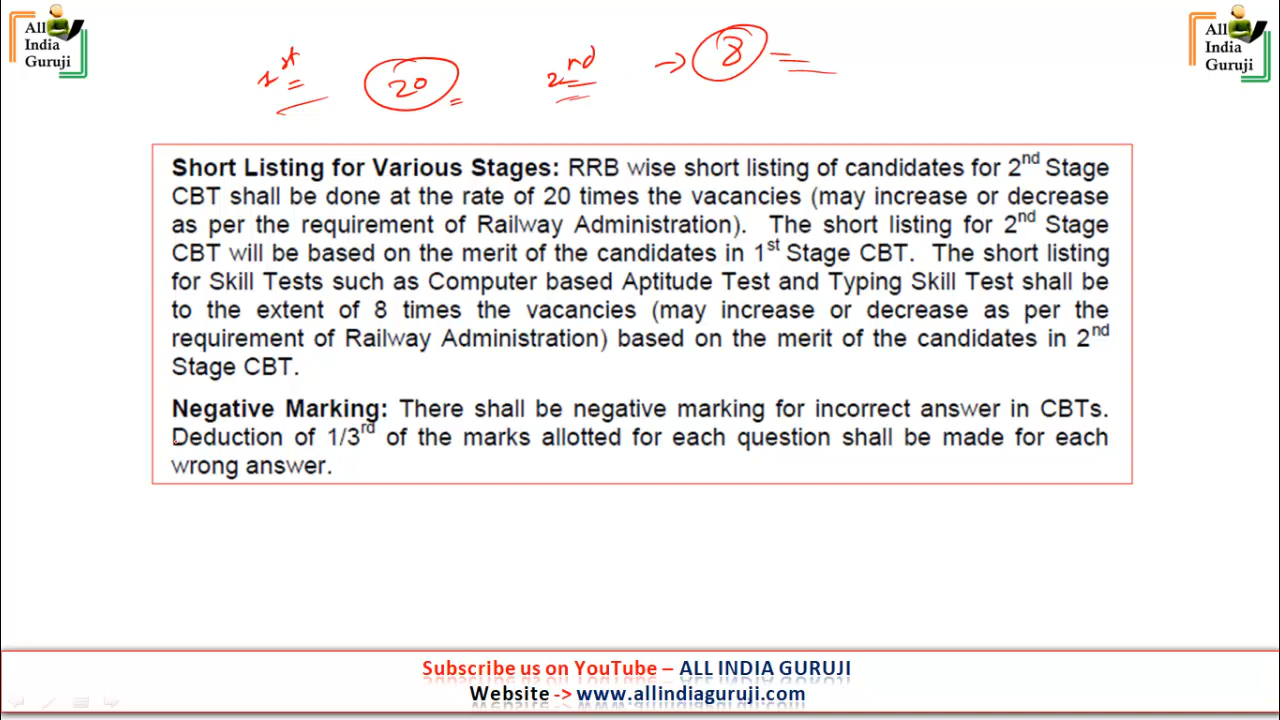 All
India
Guruji
All
India
Guruji
1st 20 2nd → 8
Short Listing for Various Stages: RRB wise short listing of candidates for 2nd Stage
CBT shall be done at the rate of 20 times the vacancies (may increase or decrease
as per the requirement of Railway Administration). The short listing for 2nd Stage
CBT will be based on the merit of the candidates in 1st Stage CBT. The short listing
for Skill Tests such as Computer based Aptitude Test and Typing Skill Test shall be
to the extent of 8 times the vacancies (may increase or decrease as per the
requirement of Railway Administration) based on the merit of the candidates in 2nd
Stage CBT.
Negative Marking: There shall be negative marking for incorrect answer in CBTs.
Deduction of 1/3rd of the marks allotted for each question shall be made for each
wrong answer.
Subscribe us on YouTube – ALL INDIA GURUJI
Website -> www.allindiaguruji.com